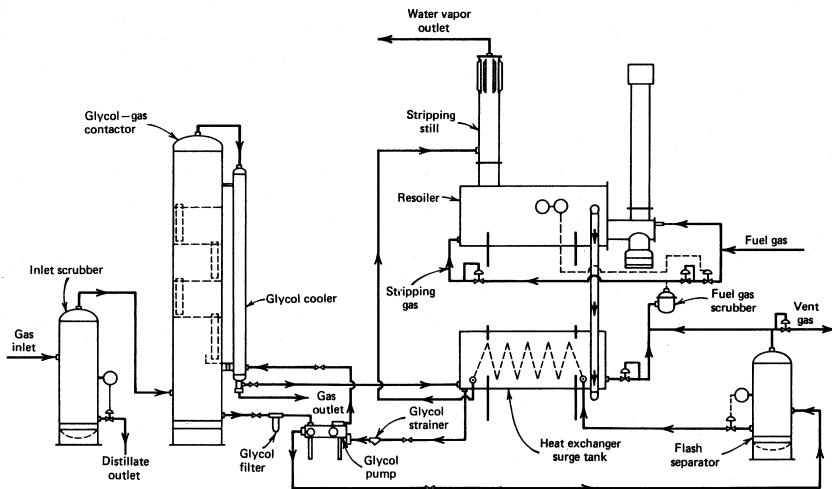 Water vapor
outlet
Glycol—gas
contactor
Stripping
still
Resoiler
Fuel gas
Inlet scrubber
Stripping
gas
Glycol cooler
Fuel gas
scrubber
Vent
gas
Gas
inlet
Gas
outlet
Glycol
strainer
Heat exchanger
surge tank
Flash
separator
Distillate
outlet
Glycol
filter
Glycol
pump